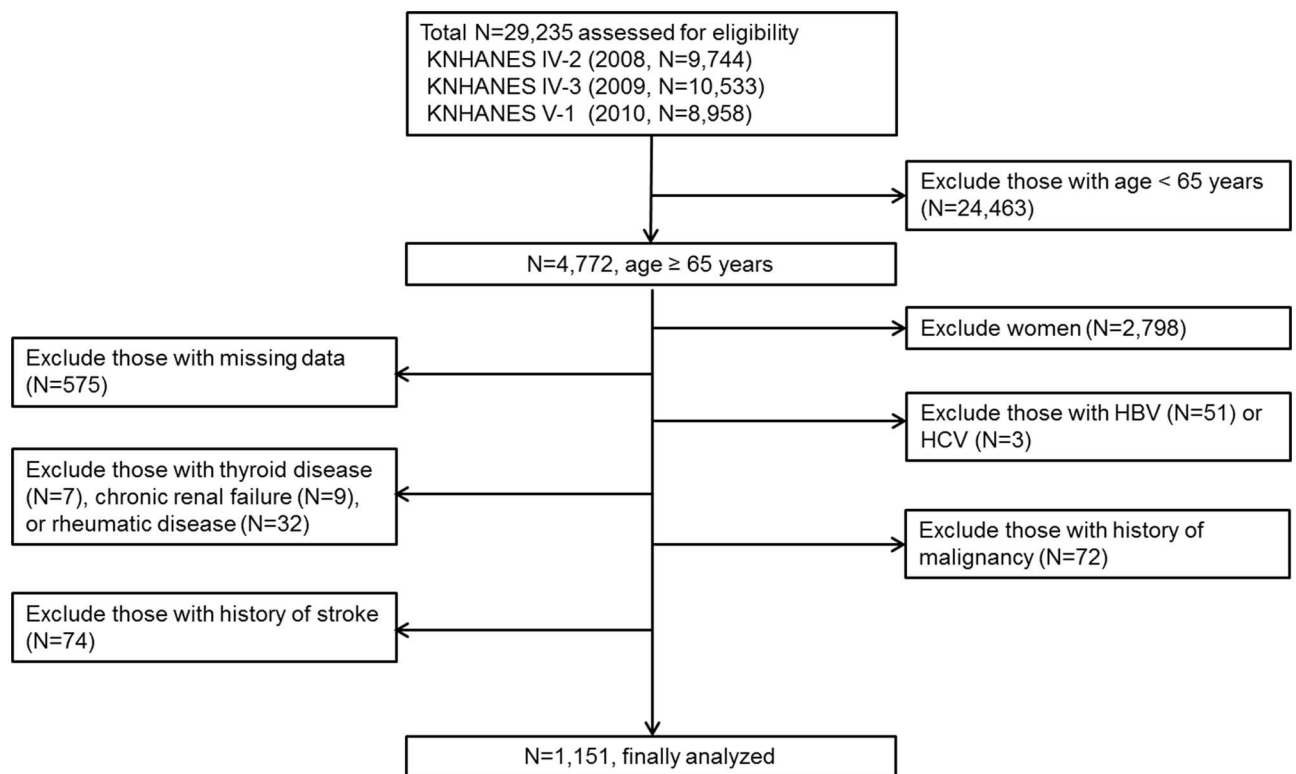 Total N=29,235 assessed for eligibility
KNHANES IV-2 (2008, N=9,744)
KNHANES IV-3 (2009, N=10,533)
KNHANES V-1 (2010, N=8,958)
Exclude those with age < 65 years
(N=24,463)
N=4,772, age ≥ 65 years
Exclude women (N=2,798)
Exclude those with missing data
(N=575)
Exclude those with HBV (N=51) or
HCV (N=3)
Exclude those with thyroid disease
(N=7), chronic renal failure (N=9),
or rheumatic disease (N=32)
Exclude those with history of
malignancy (N=72)
Exclude those with history of stroke
(N=74)
N=1,151, finally analyzed